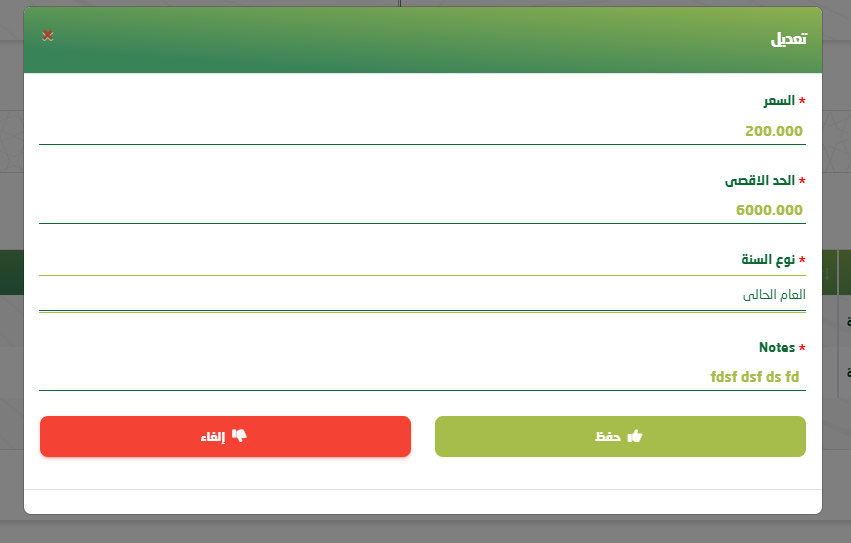 تعديل
* السعر
200.000
* الحد الاقصى
6000.000
* نوع السنة
العام الحالى
* Notes
fdsf dsf ds fd
حفظ
إلغاء